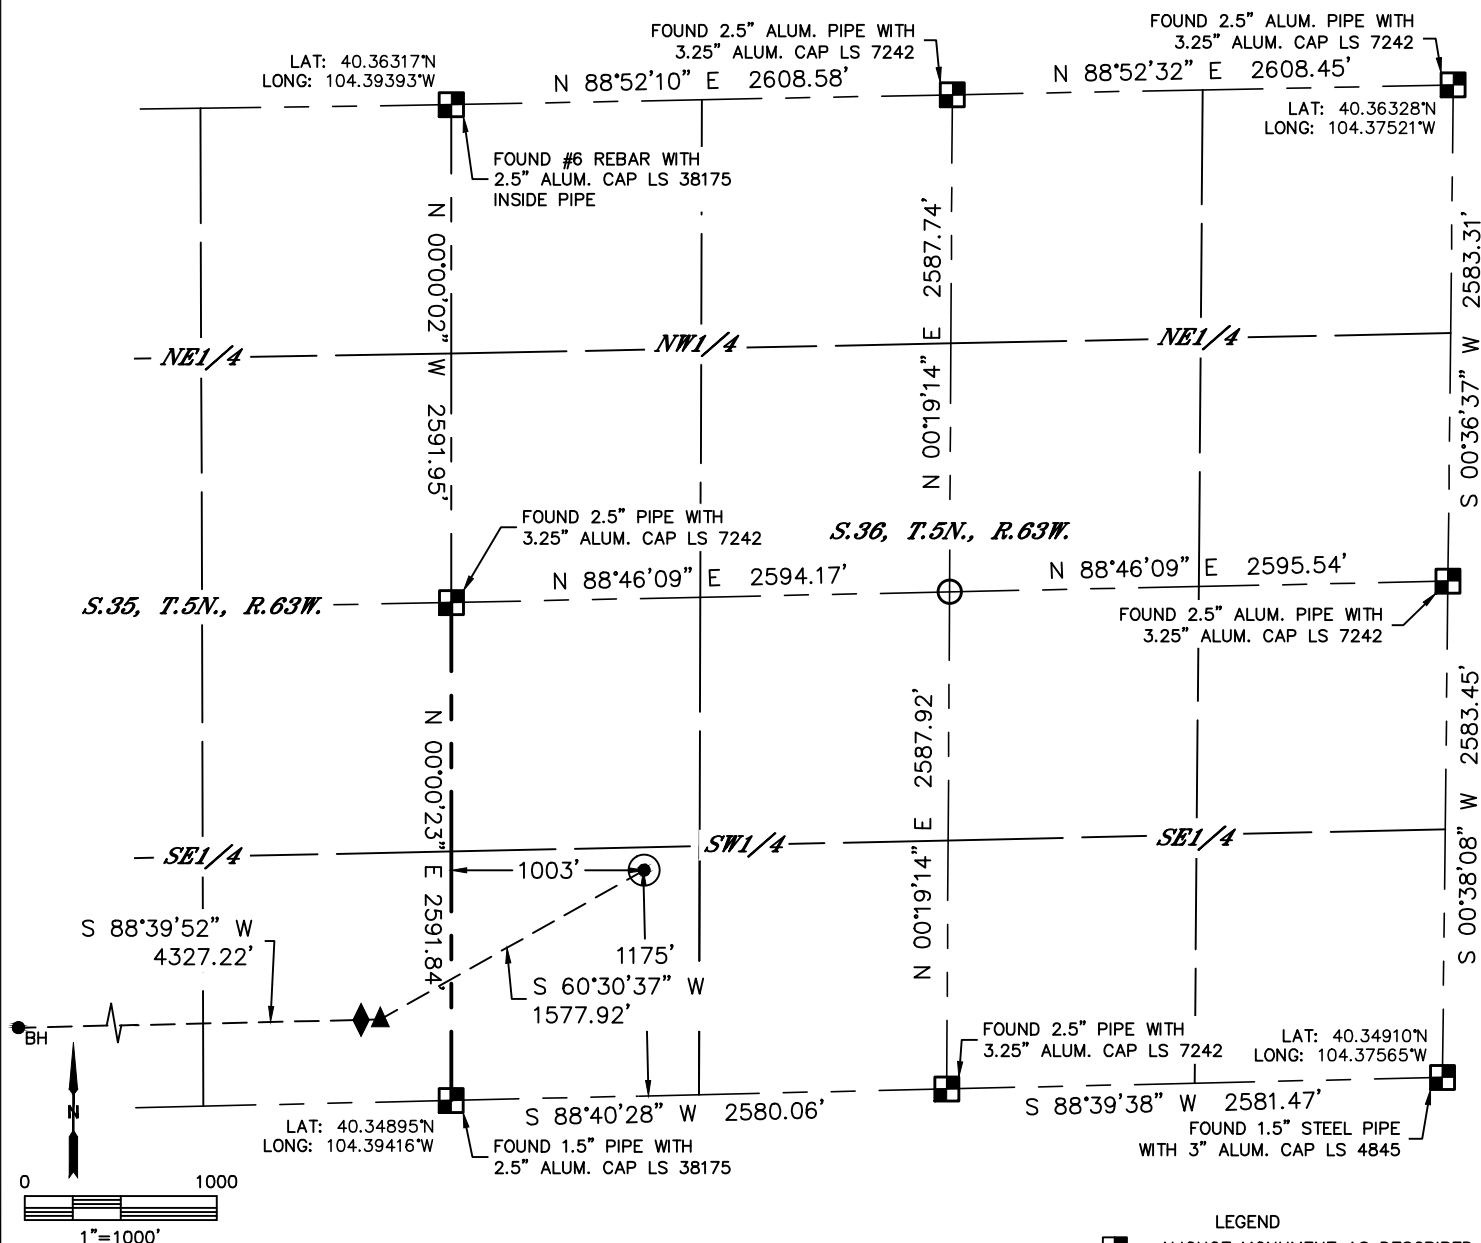 FOUND 2.5" ALUM. PIPE WITH
3.25" ALUM. CAP LS 7242
FOUND 2.5" ALUM. PIPE WITH
3.25" ALUM. CAP LS 7242
LAT: 40.36317°N
LONG: 104.39393°W
N 88°52'10" E 2608.58'
N 88°52'32" E 2608.45'
LAT: 40.36328°N
LONG: 104.37521°W
FOUND #6 REBAR WITH
2.5" ALUM. CAP LS 38175
INSIDE PIPE
N 00°00'02" W 2591.95'
N 00°19'14" E 2587.74'
S 00°36'37" W 2583.31'
NE1/4
NW1/4
NE1/4
FOUND 2.5" PIPE WITH
3.25" ALUM. CAP LS 7242
S.36, T.5N., R.63W.
N 88°46'09" E 2594.17'
N 88°46'09" E 2595.54'
S.35, T.5N., R.63W.
FOUND 2.5" ALUM. PIPE WITH
3.25" ALUM. CAP LS 7242
N 00°00'23" E 2591.84'
N 00°19'14" E 2587.92'
S 00°38'08" W 2583.45'
SE1/4
SW1/4
SE1/4
1003'
1175'
S 88°39'52" W
4327.22'
S 60°30'37" W
1577.92'
BH
N
FOUND 2.5" PIPE WITH
3.25" ALUM. CAP LS 7242
LAT: 40.34910°N
LONG: 104.37565°W
S 88°40'28" W 2580.06'
S 88°39'38" W 2581.47'
LAT: 40.34895°N
LONG: 104.39416°W
FOUND 1.5" PIPE WITH
2.5" ALUM. CAP LS 38175
FOUND 1.5" STEEL PIPE
WITH 3" ALUM. CAP LS 4845
0 1000
1"=1000'
LEGEND